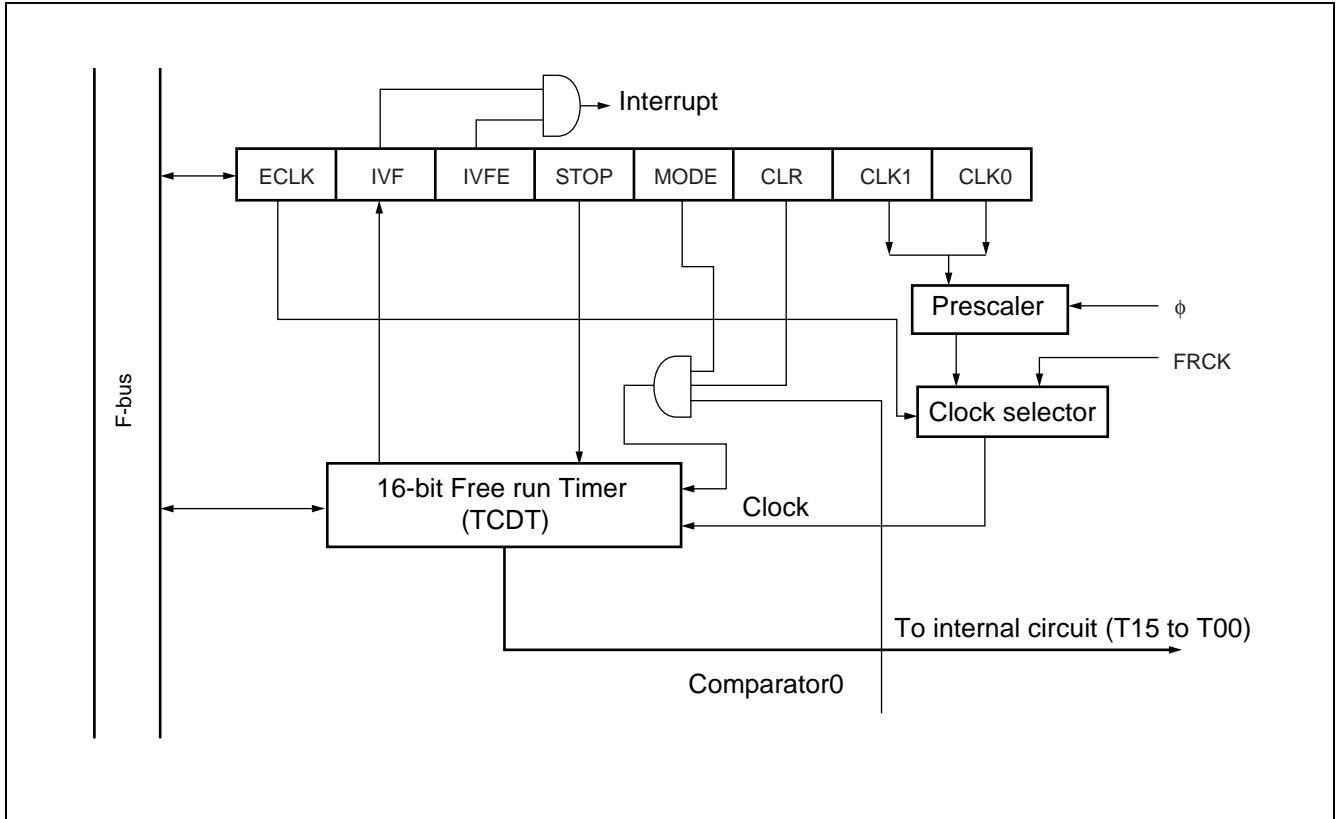 Interrupt
ECLK IVF IVFE STOP MODE CLR CLK1 CLK0
Prescaler
ϕ
FRCK
Clock selector
F-bus
16-bit Free run Timer
(TCDT)
Clock
To internal circuit (T15 to T00)
Comparator0